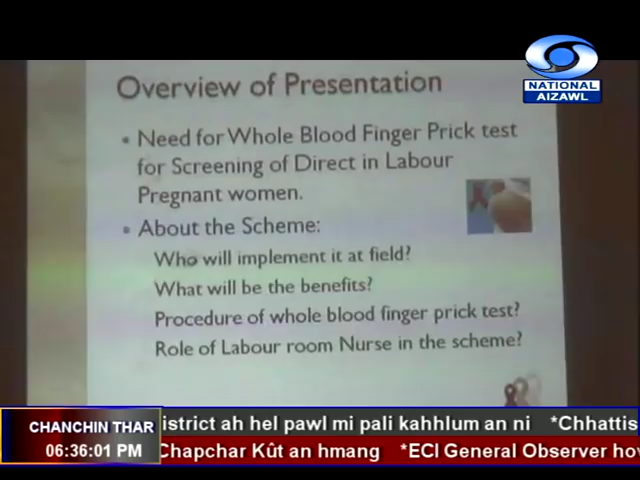 NATIONAL
AIZAWL
Overview of Presentation
• Need for Whole Blood Finger Prick test
for Screening of Direct in Labour
Pregnant women.
• About the Scheme:
Who will implement it at field?
What will be the benefits?
Procedure of whole blood finger prick test?
Role of Labour room Nurse in the scheme?
CHANCHIN THAR
istrict ah hel pawl mi pali kahhlum an ni *Chhattis
06:36:01 PM
Chapchar Kût an hmang *ECI General Observer hov